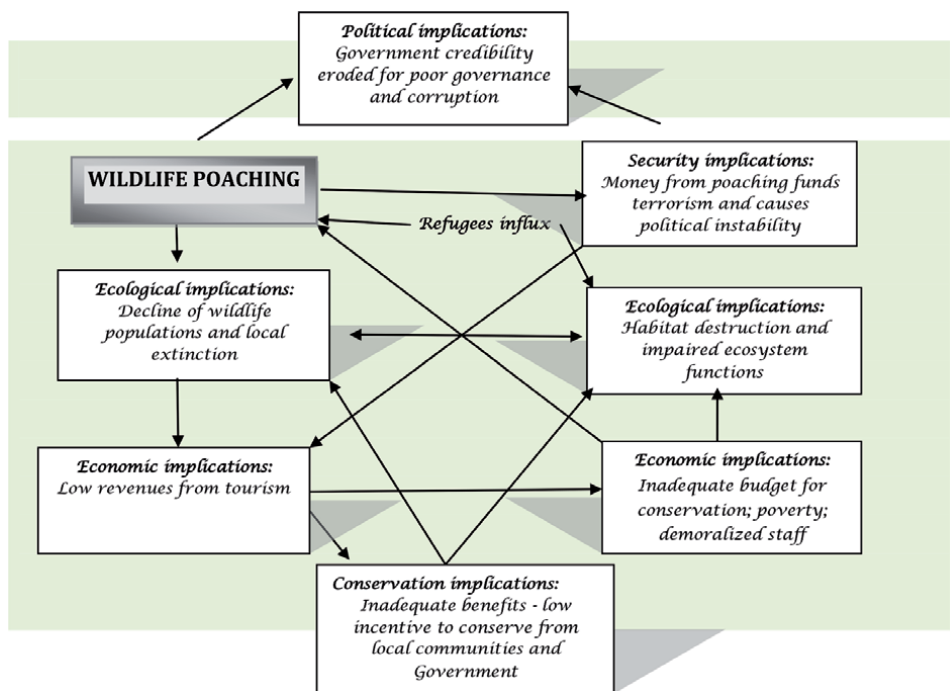 Political implications:
Government credibility
eroded for poor governance
and corruption
WILDLIFE POACHING
Security implications:
Money from poaching funds
terrorism and causes
political instability
Refugees influx
Ecological implications:
Decline of wildlife
populations and local
extinction
Ecological implications:
Habitat destruction and
impaired ecosystem
functions
Economic implications:
Low revenues from tourism
Economic implications:
Inadequate budget for
conservation; poverty;
demoralized staff
Conservation implications:
Inadequate benefits - low
incentive to conserve from
local communities and
Government